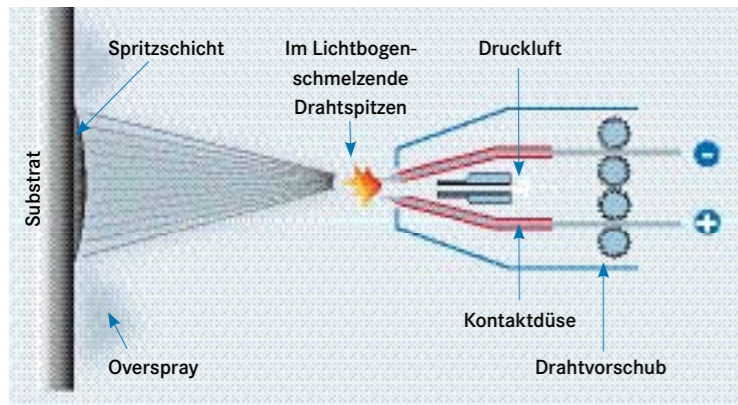 Spritzschicht
Im Lichtbogen-
schmelzende
Drahtspitzen
Druckluft
Substrat
-
+
Kontaktdüse
Overspray
Drahtvorschub